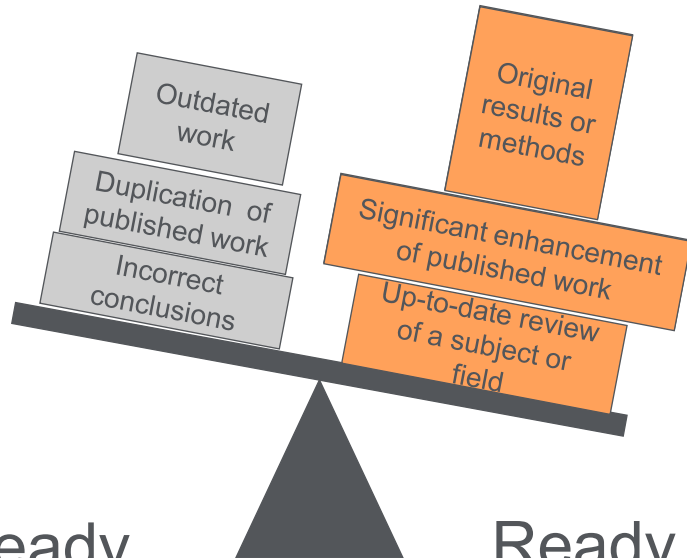 Outdated
work
Duplication of
published work
Incorrect
conclusions
Original
results or
methods
Significant enhancement
of published work
Up-to-date review
of a subject or
field
Ready